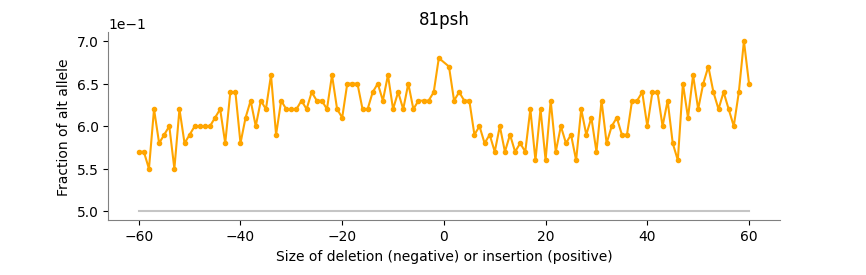 81psh
1e−1
7.0
6.5
6.0
5.5
5.0
Fraction of alt allele
−60 −40 −20 0 20 40 60
Size of deletion (negative) or insertion (positive)